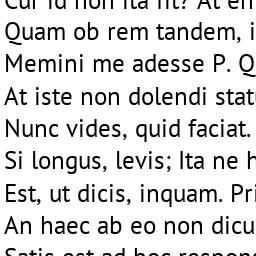 Cur id non ita fit? At en
Quam ob rem tandem, i
Memini me adesse P. Q
At iste non dolendi stat
Nunc vides, quid faciat.
Si longus, levis; Ita ne h
Est, ut dicis, inquam. Pri
An haec ab eo non dicu
Satis est ad hoc respon